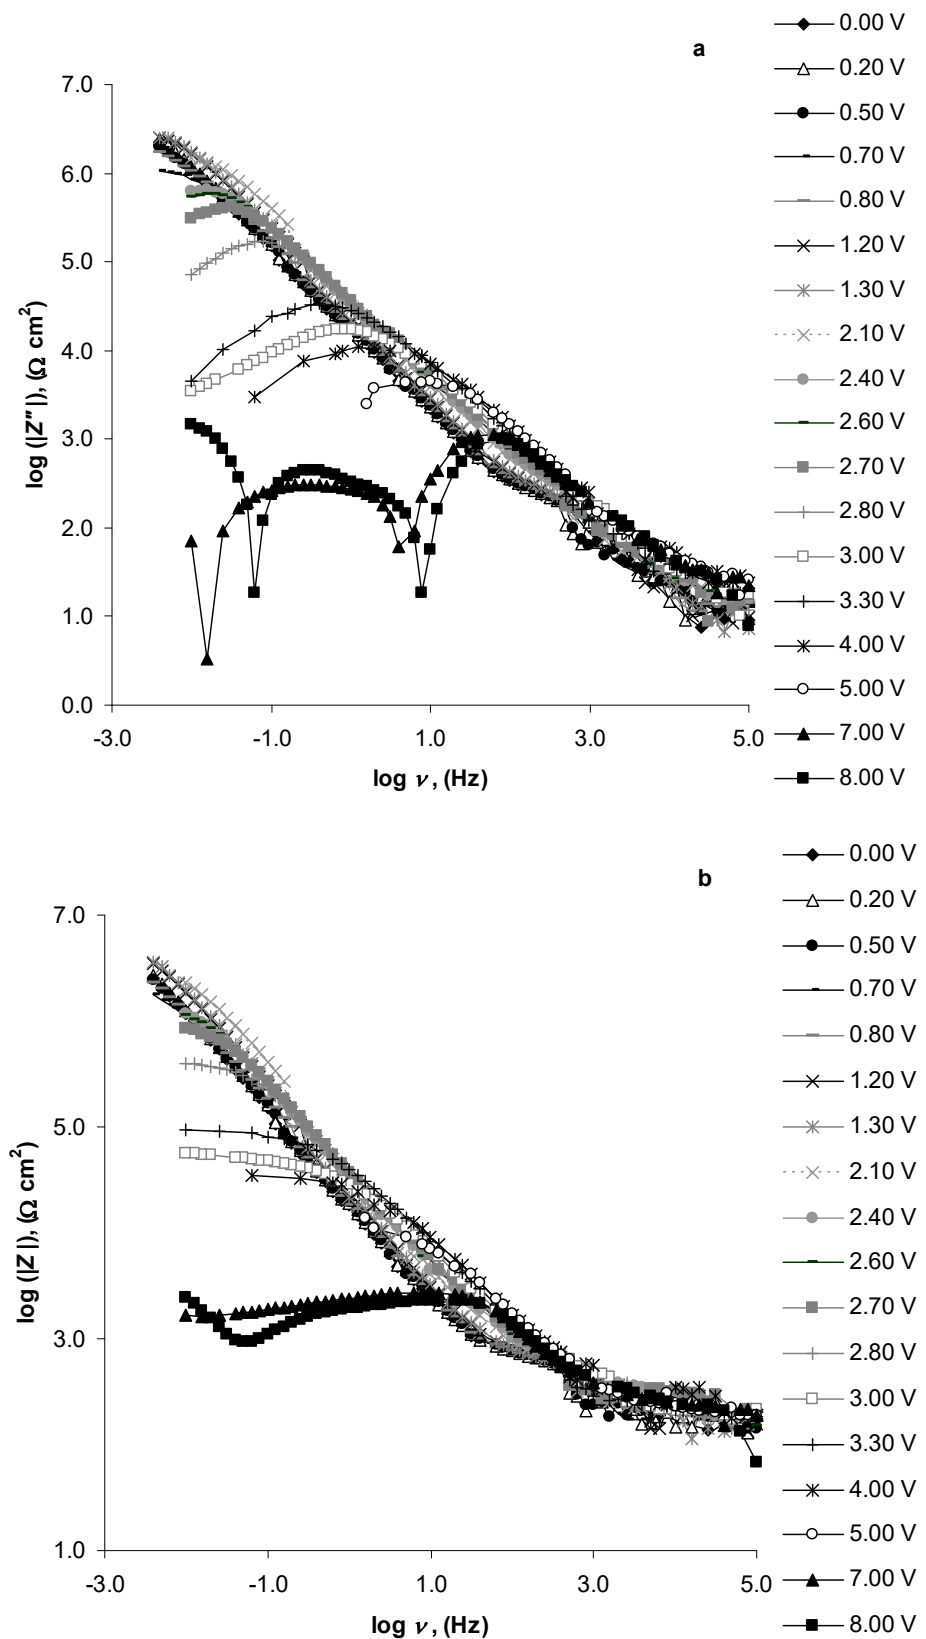 a
0.00 V
0.20 V
0.50 V
0.70 V
0.80 V
1.20 V
1.30 V
2.10 V
2.40 V
2.60 V
2.70 V
2.80 V
3.00 V
3.30 V
4.00 V
5.00 V
7.00 V
8.00 V
7.0
6.0
5.0
4.0
3.0
2.0
1.0
0.0
log (|Z″|), (Ω cm²)
-3.0 -1.0 1.0 3.0 5.0
log ν, (Hz)
b
0.00 V
0.20 V
0.50 V
0.70 V
0.80 V
1.20 V
1.30 V
2.10 V
2.40 V
2.60 V
2.70 V
2.80 V
3.00 V
3.30 V
4.00 V
5.00 V
7.00 V
8.00 V
7.0
5.0
3.0
1.0
log (|Z|), (Ω cm²)
-3.0 -1.0 1.0 3.0 5.0
log ν, (Hz)